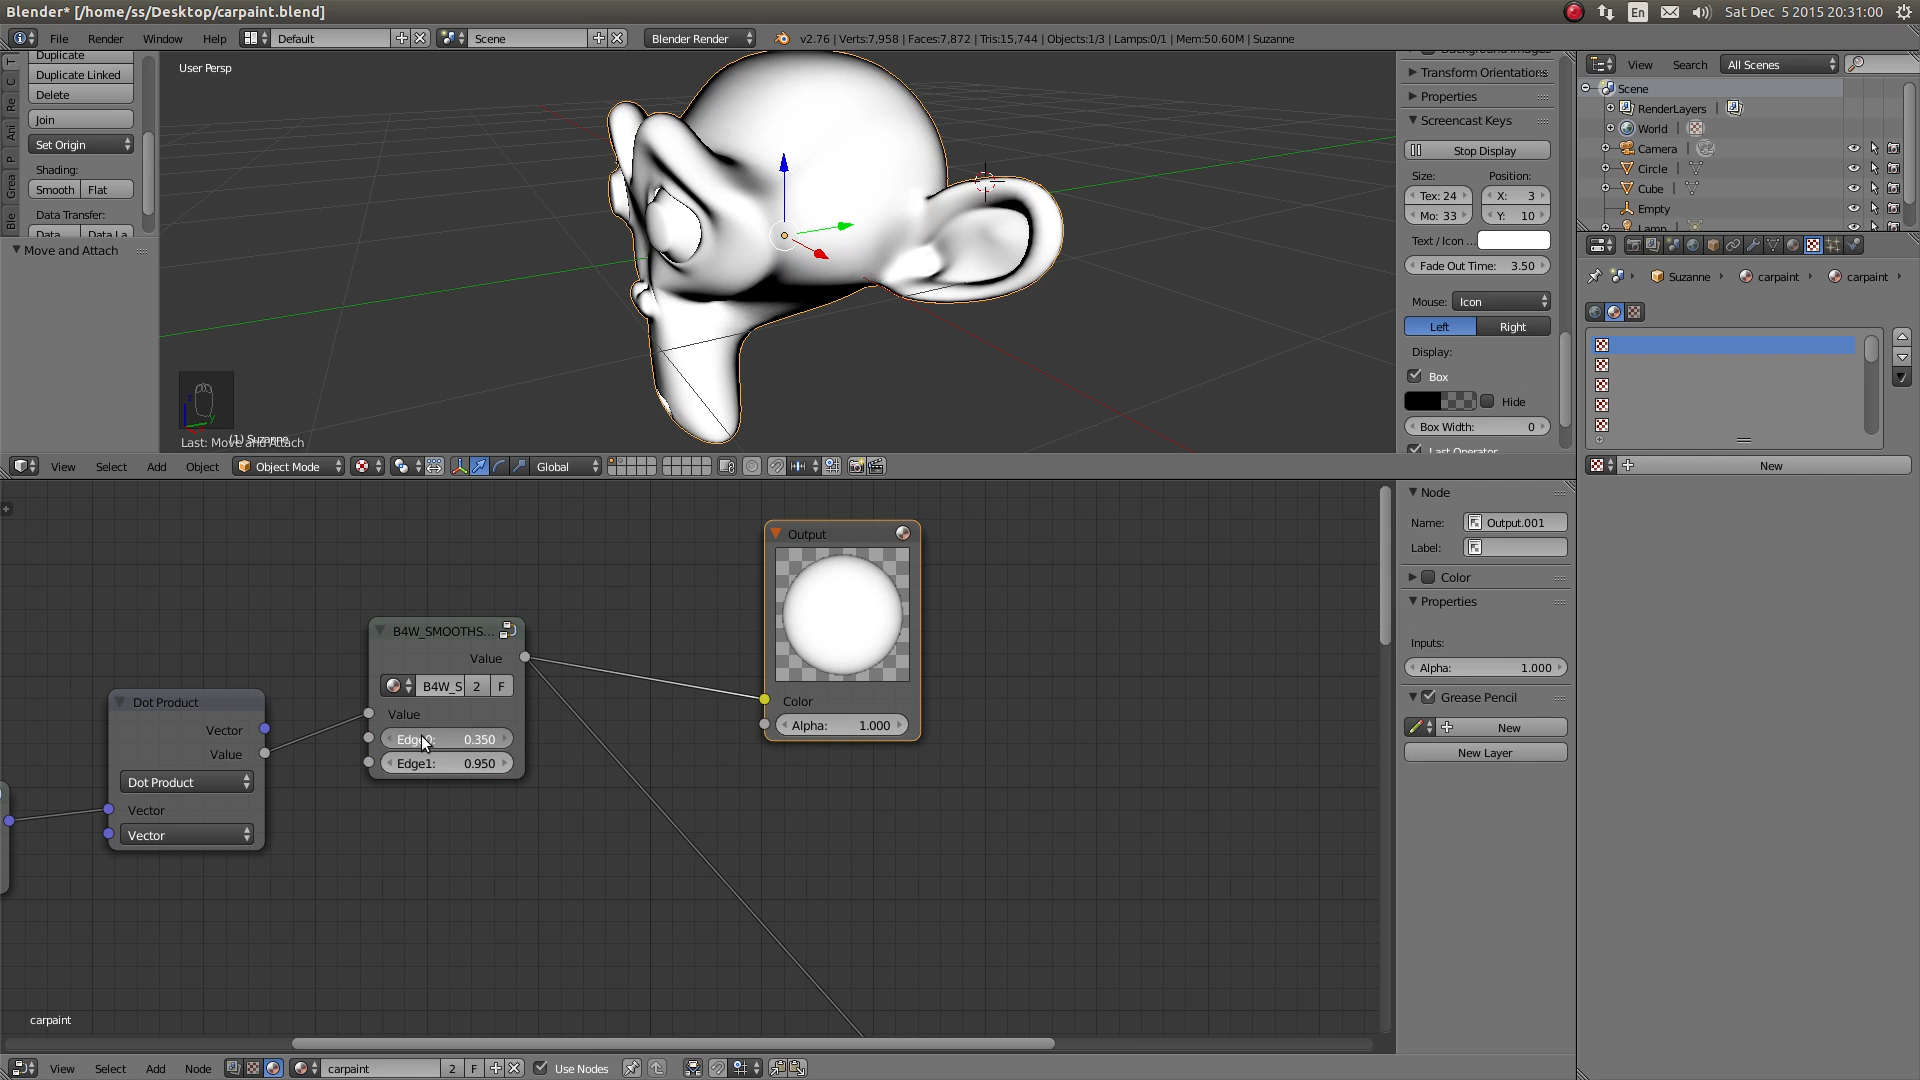 Blender* [/home/ss/Desktop/carpaint.blend]
En
Sat Dec 5 2015 20:31:00
File Render Window Help
Default
Scene
Blender Render
v2.76 | Verts:7,958 | Faces:7,872 | Tris:15,744 | Objects:1/3 | Lamps:0/1 | Mem:50.60M | Suzanne
Duplicate
Duplicate Linked
Delete
Join
Set Origin
Shading:
Smooth Flat
Data Transfer:
Data Data La
Move and Attach
T
C
Re
Ani
P
Grea
Ble
User Persp
z
y
(1) Suzanne
Last: Move and Attach
Background Images
Transform Orientations
Properties
Screencast Keys
Stop Display
Size: Position:
Tex: 24 X: 3
Mo: 33 Y: 10
Text / Icon ...
Fade Out Time: 3.50
Mouse: Icon
Left Right
Display:
Box
Hide
Box Width: 0
Last Operator
View Search All Scenes
Scene
RenderLayers |
World |
Camera |
Circle |
Cube |
Empty
Lamp |
Suzanne carpaint carpaint
New
View Select Add Object Object Mode Global
Output
Color
Alpha: 1.000
B4W_SMOOTHS...
Value
B4W_S 2 F
Value
Edge0: 0.350
Edge1: 0.950
Dot Product
Vector
Value
Dot Product
Vector
Vector
carpaint
Node
Name: Output.001
Label:
Color
Properties
Inputs:
Alpha: 1.000
Grease Pencil
New
New Layer
View Select Add Node carpaint 2 F Use Nodes